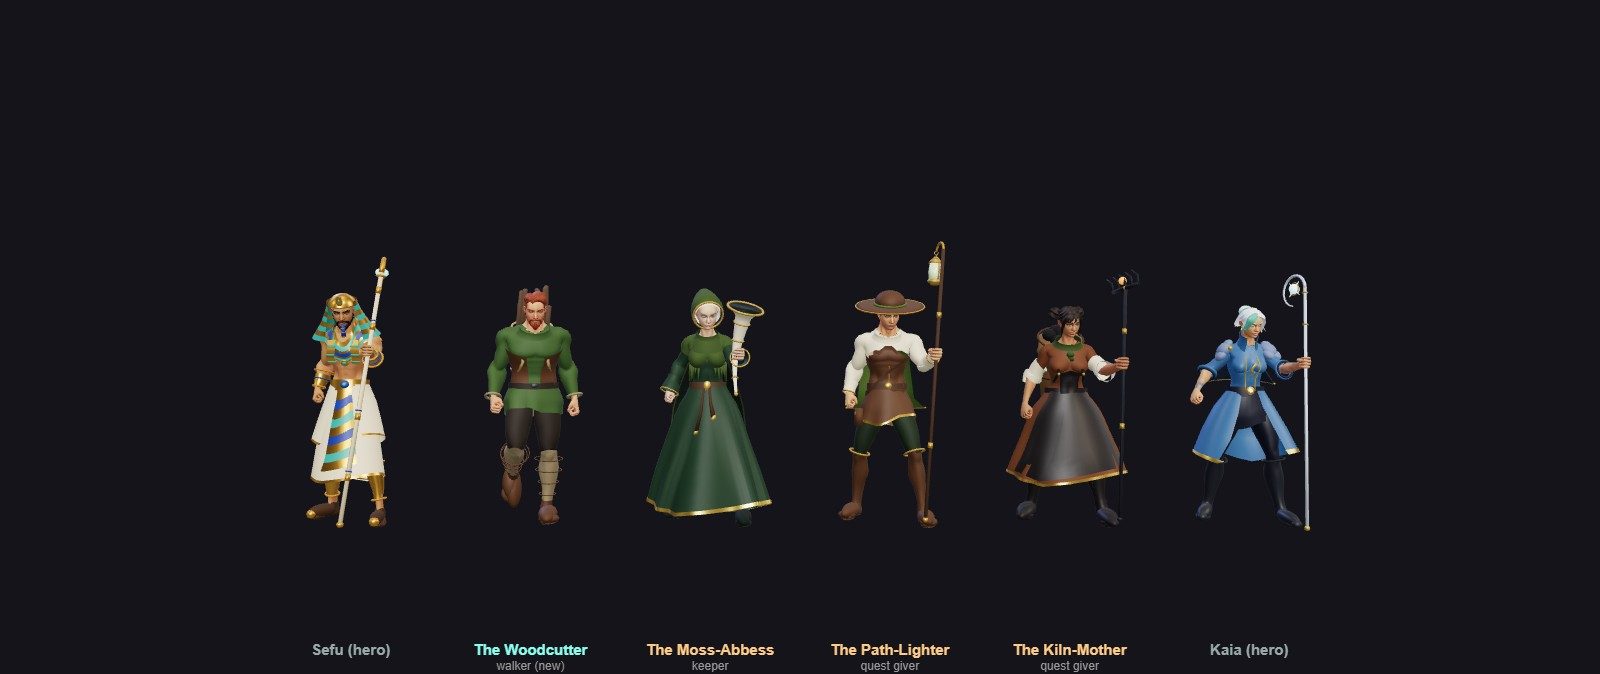 Sefu (hero)
The Woodcutter
walker (new)
The Moss-Abbess
keeper
The Path-Lighter
quest giver
The Kiln-Mother
quest giver
Kaia (hero)